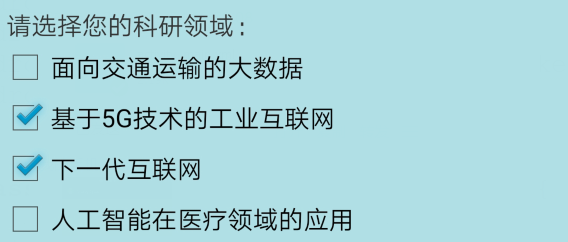 请选择您的科研领域：
面向交通运输的大数据
基于5G技术的工业互联网
下一代互联网
人工智能在医疗领域的应用